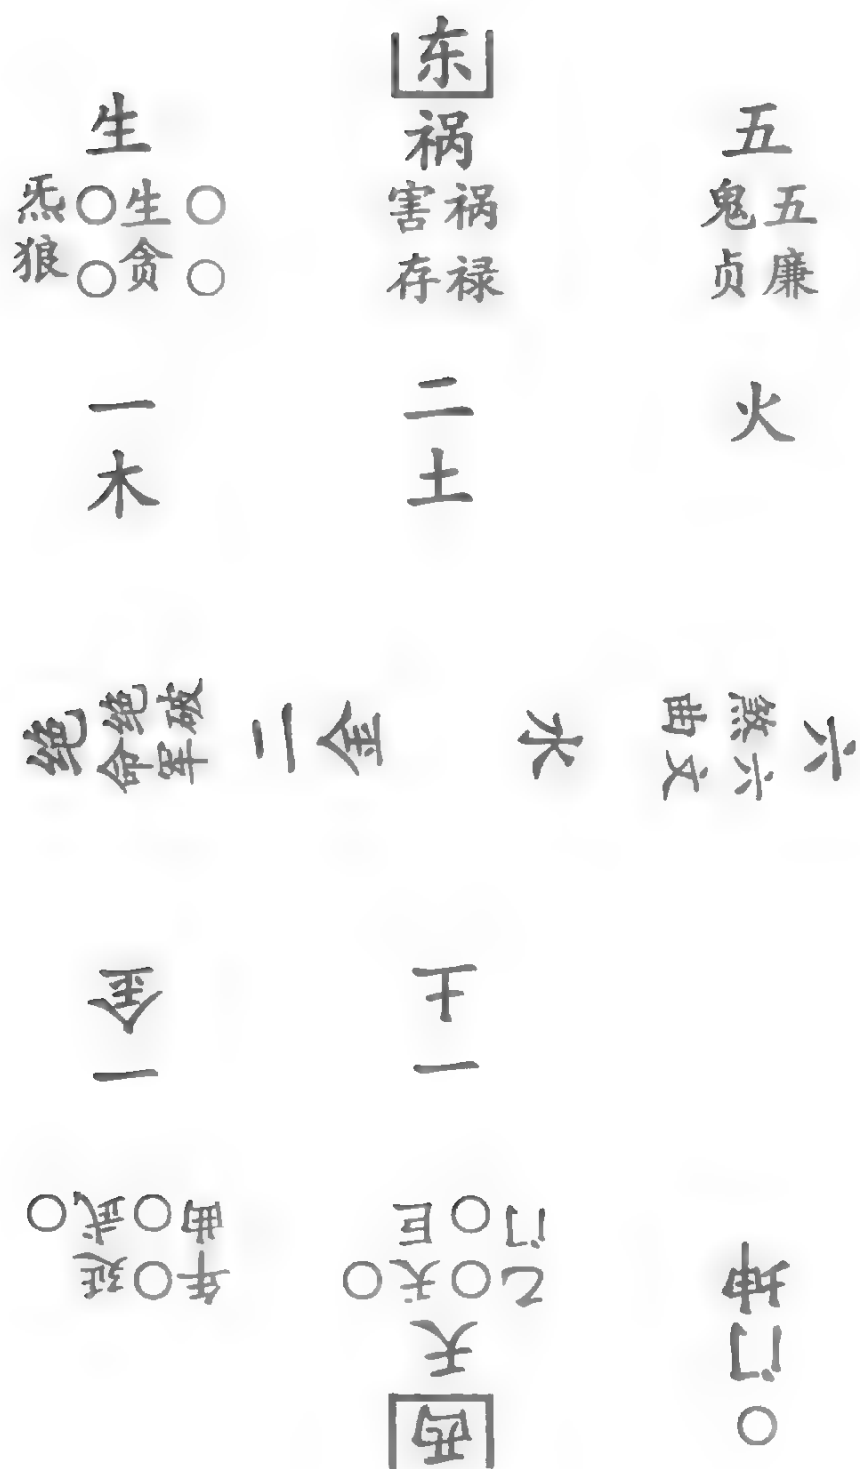 东
生
祸
五
炁○生○
狼○贪○
害祸
存禄
鬼五
贞廉
一
木
二
土
火
绝
绝命
破军
二
金
水
文曲
六煞
六
金
一
土
一
曲○武○
年○延
门○巨
乙○天○
天
西
坤
门
○